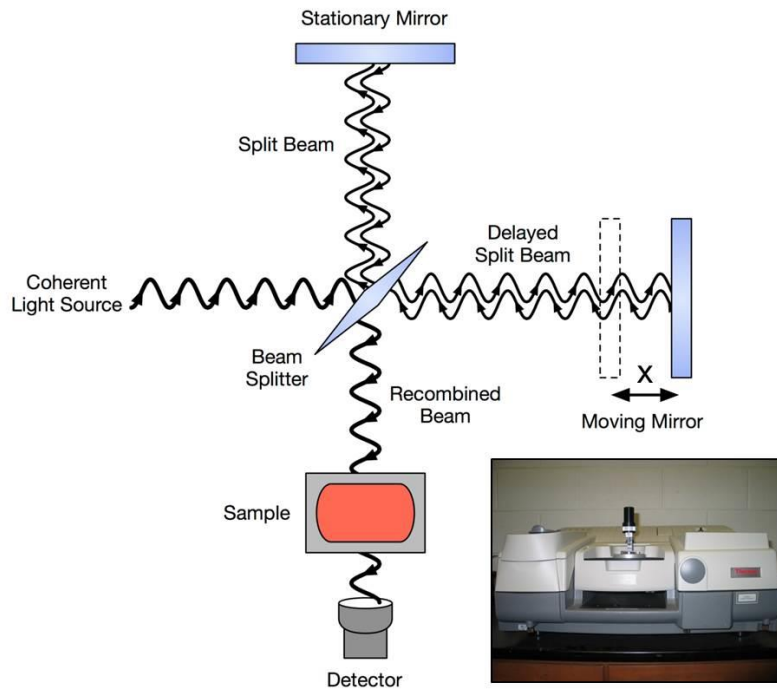 Stationary Mirror
Split Beam
Delayed
Split Beam
Coherent
Light Source
Beam
Splitter
Recombined
Beam
X
Moving Mirror
Sample
Detector